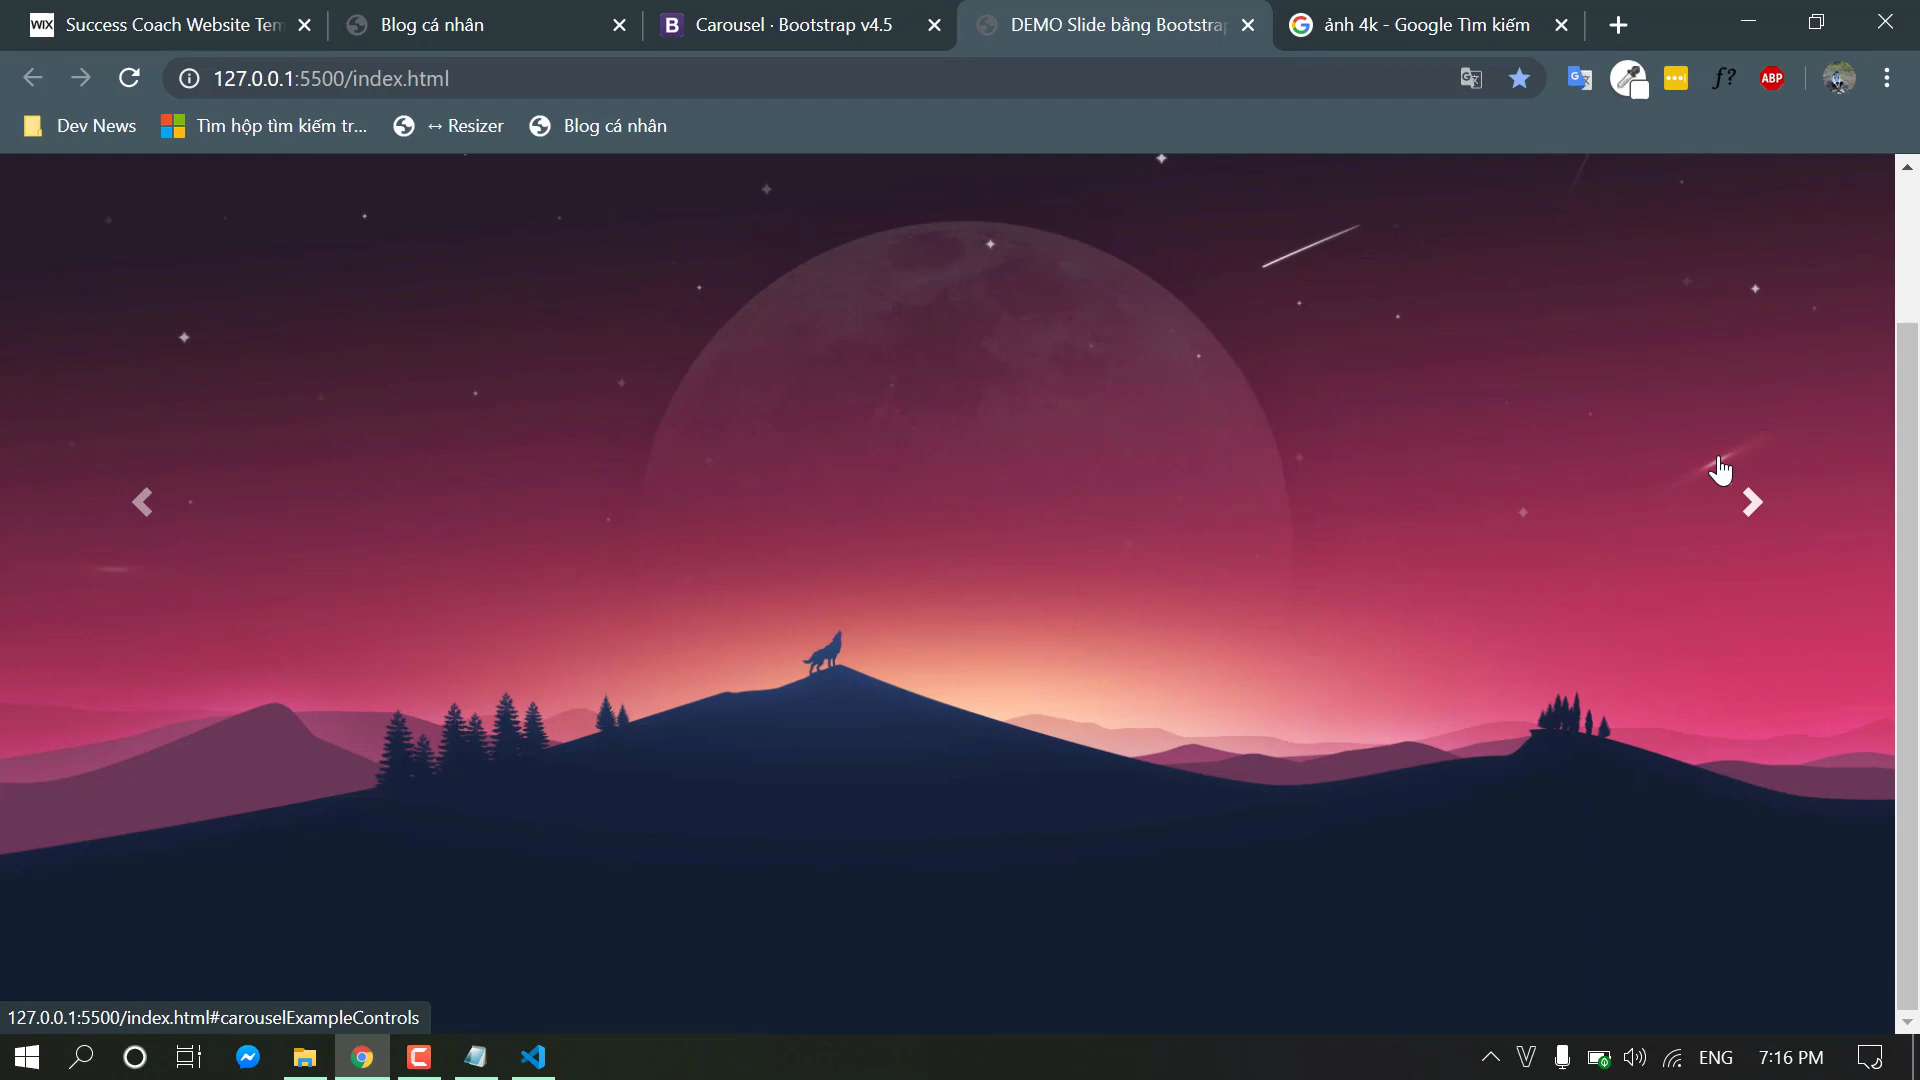 WIX Success Coach Website Tem
Blog cá nhân
B Carousel · Bootstrap v4.5
DEMO Slide bằng Bootstrap
ảnh 4k - Google Tìm kiếm
127.0.0.1:5500/index.html
f?
ABP
Dev News
Tìm hộp tìm kiếm tr...
↔ Resizer
Blog cá nhân
127.0.0.1:5500/index.html#carouselExampleControls
V
ENG
7:16 PM